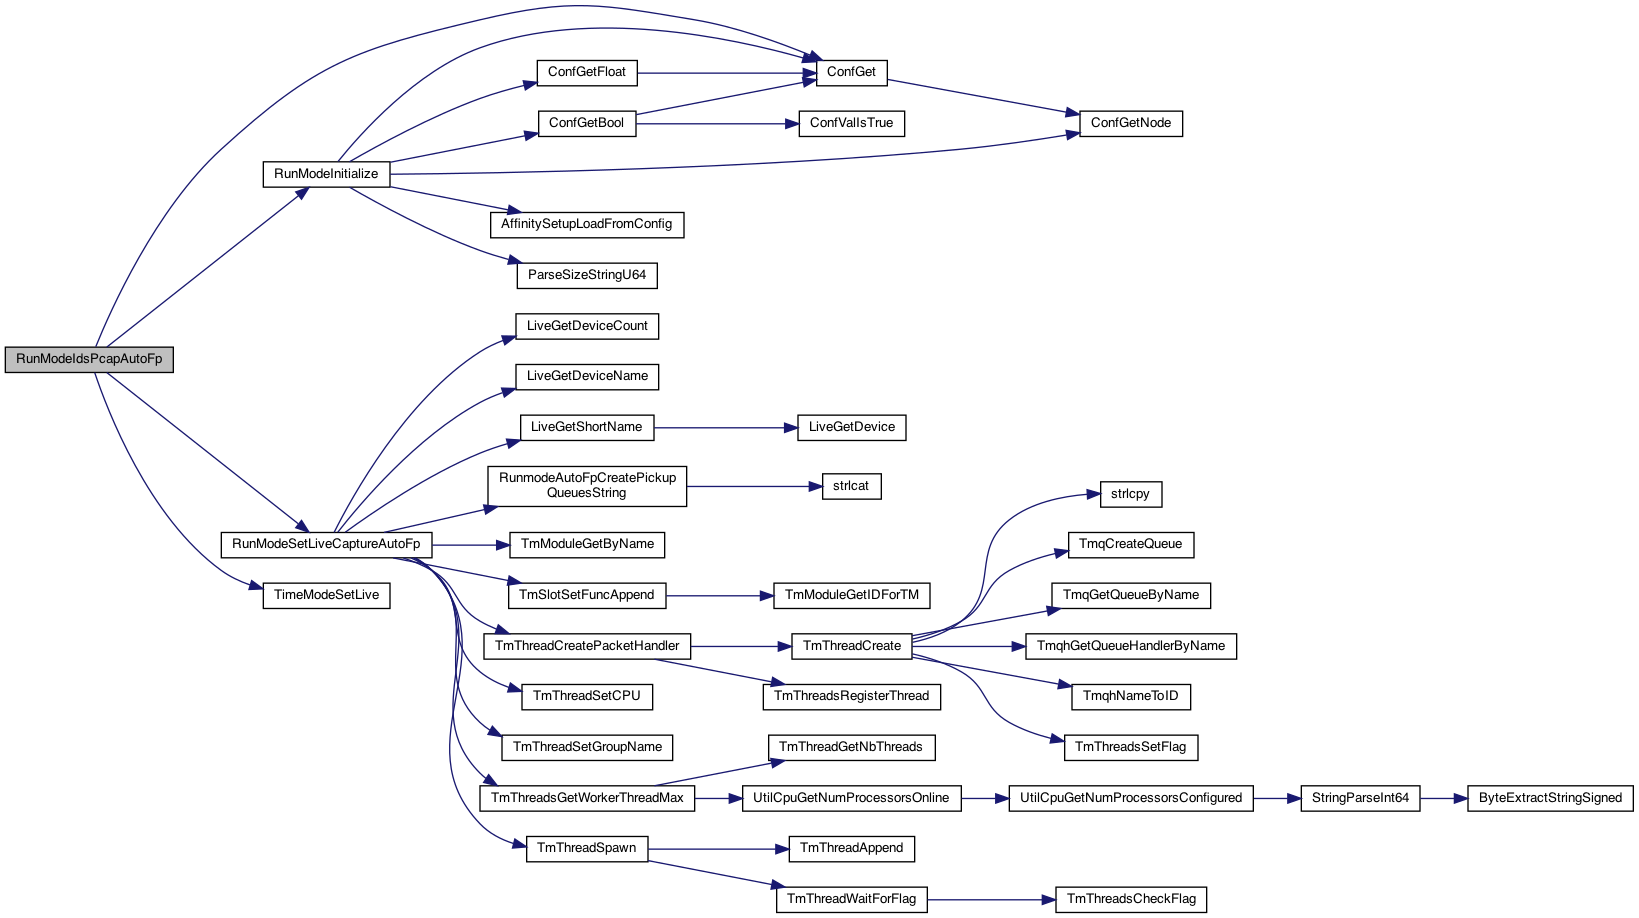 ConfGetFloat
ConfGet
ConfGetBool
ConfValIsTrue
ConfGetNode
RunModeInitialize
AffinitySetupLoadFromConfig
ParseSizeStringU64
LiveGetDeviceCount
RunModeIdsPcapAutoFp
LiveGetDeviceName
LiveGetShortName
LiveGetDevice
RunmodeAutoFpCreatePickup
QueuesString
strlcat
strlcpy
RunModeSetLiveCaptureAutoFp
TmModuleGetByName
TmqCreateQueue
TimeModeSetLive
TmSlotSetFuncAppend
TmModuleGetIDForTM
TmqGetQueueByName
TmThreadCreatePacketHandler
TmThreadCreate
TmqhGetQueueHandlerByName
TmThreadSetCPU
TmThreadsRegisterThread
TmqhNameToID
TmThreadSetGroupName
TmThreadGetNbThreads
TmThreadsSetFlag
TmThreadsGetWorkerThreadMax
UtilCpuGetNumProcessorsOnline
UtilCpuGetNumProcessorsConfigured
StringParseInt64
ByteExtractStringSigned
TmThreadSpawn
TmThreadAppend
TmThreadWaitForFlag
TmThreadsCheckFlag